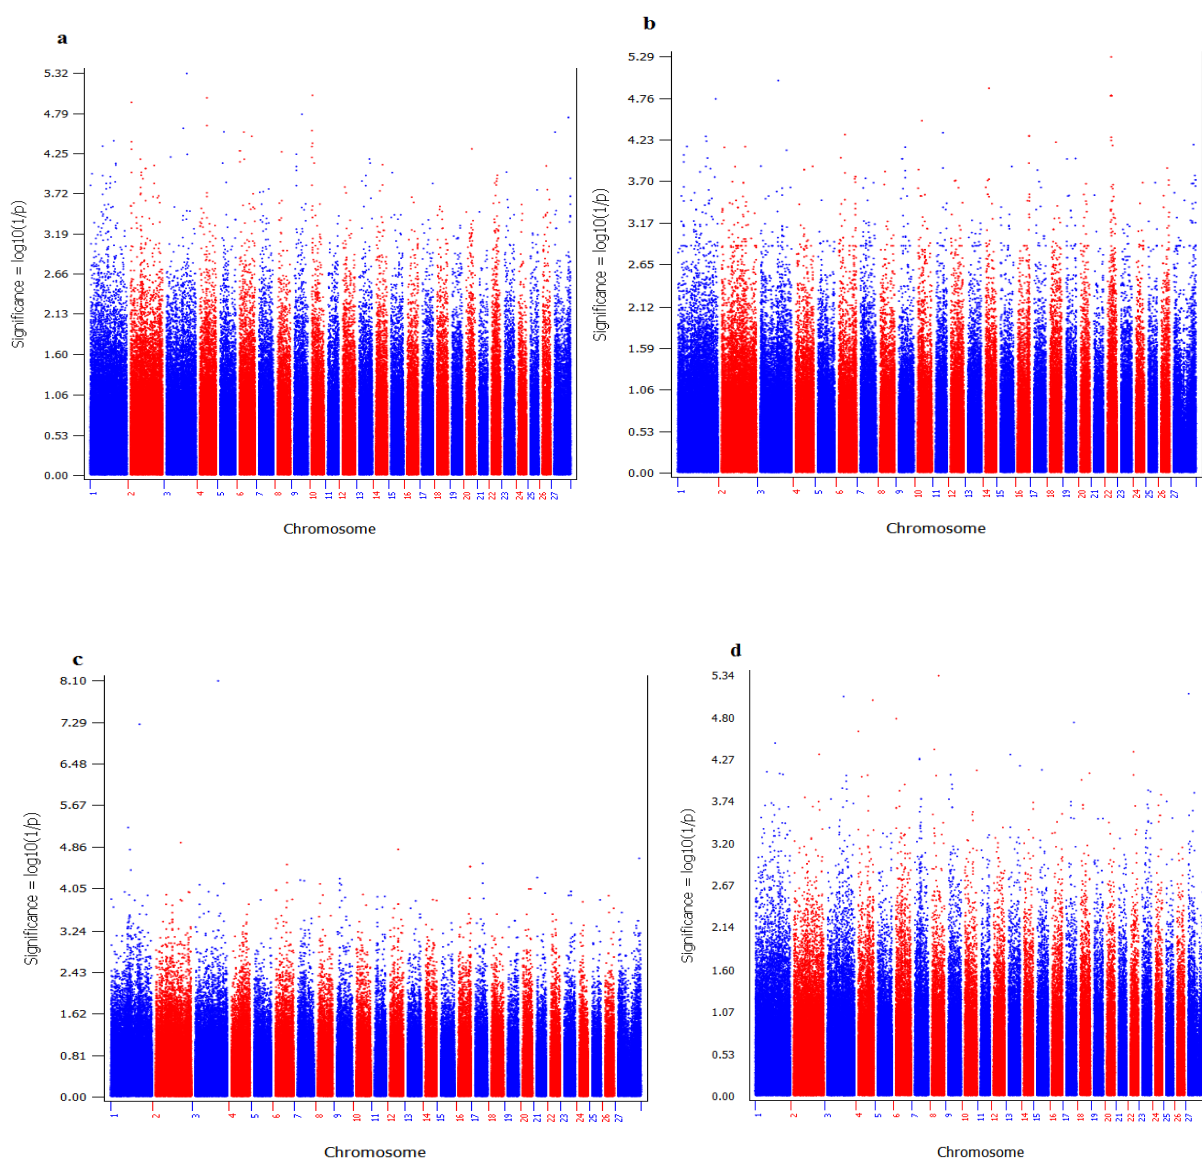 a
5.32
4.79
4.25
3.72
3.19
2.66
2.13
1.60
1.06
0.53
0.00
Significance = log10(1/p)
1 2 3 4 5 6 7 8 9 10 11 12 13 14 15 16 17 18 19 20 21 22 23 24 25 26 27
Chromosome
b
5.29
4.76
4.23
3.70
3.17
2.65
2.12
1.59
1.06
0.53
0.00
Significance = log10(1/p)
1 2 3 4 5 6 7 8 9 10 11 12 13 14 15 16 17 18 19 20 21 22 23 24 25 26 27
Chromosome
c
8.10
7.29
6.48
5.67
4.86
4.05
3.24
2.43
1.62
0.81
0.00
Significance = log10(1/p)
1 2 3 4 5 6 7 8 9 10 11 12 13 14 15 16 17 18 19 20 21 22 23 24 25 26 27
Chromosome
d
5.34
4.80
4.27
3.74
3.20
2.67
2.14
1.60
1.07
0.53
0.00
Significance = log10(1/p)
1 2 3 4 5 6 7 8 9 10 11 12 13 14 15 16 17 18 19 20 21 22 23 24 25 26 27
Chromosome